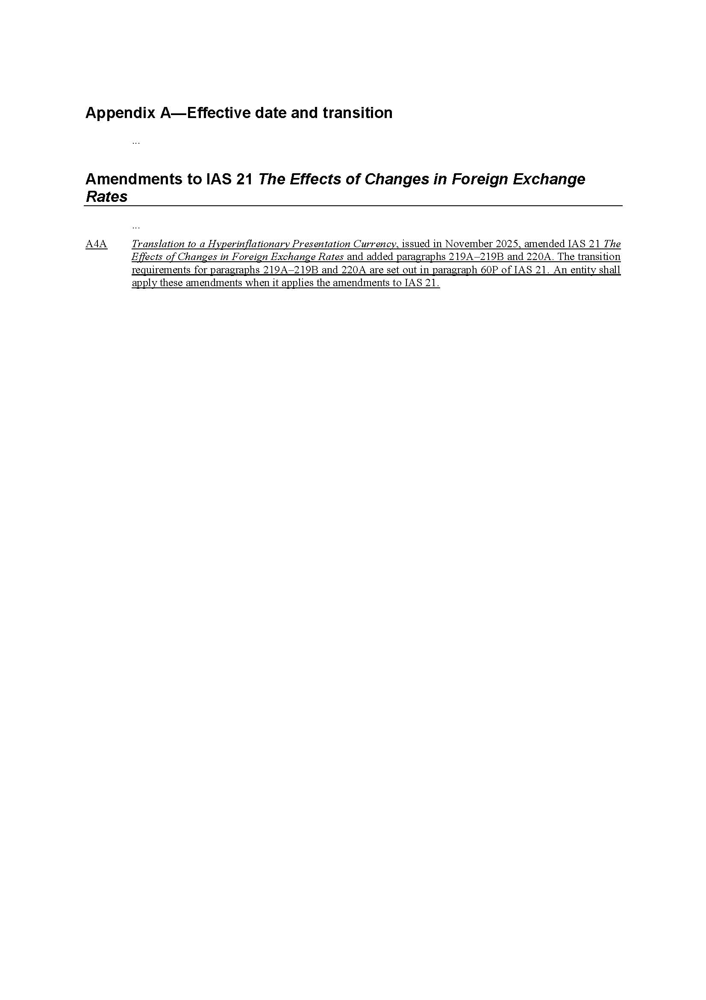 Appendix A—Effective date and transition
...
Amendments to IAS 21 The Effects of Changes in Foreign Exchange
Rates
...
A4A Translation to a Hyperinflationary Presentation Currency, issued in November 2025, amended IAS 21 The
Effects of Changes in Foreign Exchange Rates and added paragraphs 219A–219B and 220A. The transition
requirements for paragraphs 219A–219B and 220A are set out in paragraph 60P of IAS 21. An entity shall
apply these amendments when it applies the amendments to IAS 21.